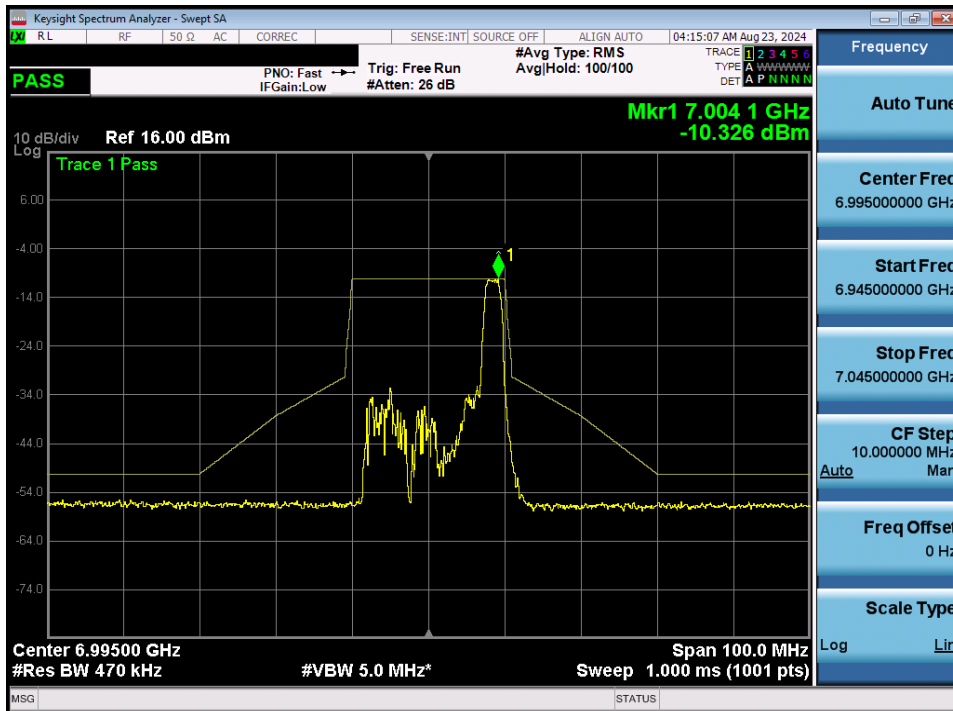 Keysight Spectrum Analyzer - Swept SA
LXI RL RF 50 Ω AC CORREC SENSE:INT SOURCE OFF ALIGN AUTO 04:15:07 AM Aug 23, 2024
PASS
PNO: Fast
IFGain:Low
Trig: Free Run
#Atten: 26 dB
#Avg Type: RMS
Avg|Hold: 100/100
TRACE 1 2 3 4 5 6
TYPE A WWWWW
DET A P N N N N
Mkr1 7.004 1 GHz
-10.326 dBm
10 dB/div Ref 16.00 dBm
Log
Trace 1 Pass
1
6.00
-4.00
-14.0
-24.0
-34.0
-44.0
-54.0
-64.0
-74.0
Center 6.99500 GHz Span 100.0 MHz
#Res BW 470 kHz #VBW 5.0 MHz* Sweep 1.000 ms (1001 pts)
MSG STATUS
Frequency
Auto Tune
Center Freq
6.995000000 GHz
Start Freq
6.945000000 GHz
Stop Freq
7.045000000 GHz
CF Step
10.000000 MHz
Auto Man
Freq Offset
0 Hz
Scale Type
Log Lin